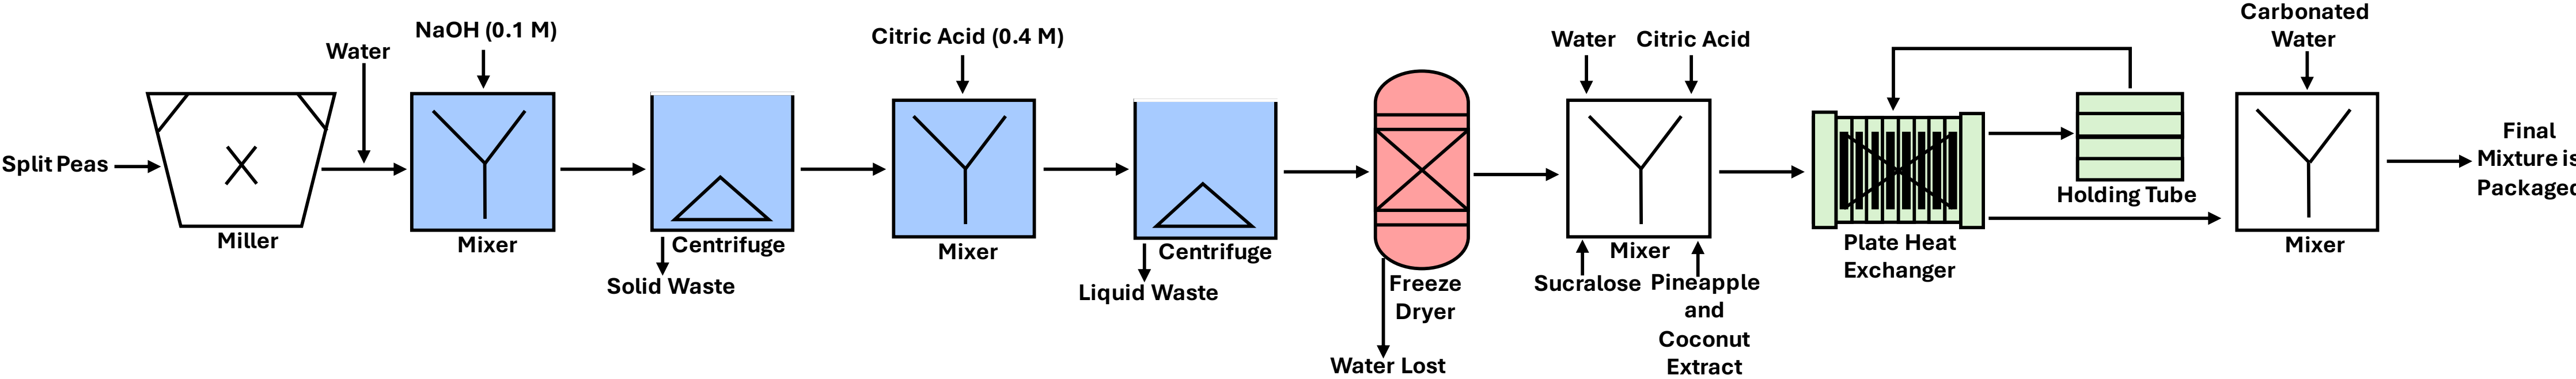 Split Peas
Miller
Water
NaOH (0.1 M)
Mixer
Centrifuge
Solid Waste
Citric Acid (0.4 M)
Mixer
Centrifuge
Liquid Waste
Freeze
Dryer
Water Lost
Water
Citric Acid
Mixer
Sucralose
Pineapple
and
Coconut
Extract
Plate Heat
Exchanger
Holding Tube
Carbonated
Water
Mixer
Final
Mixture is
Packaged